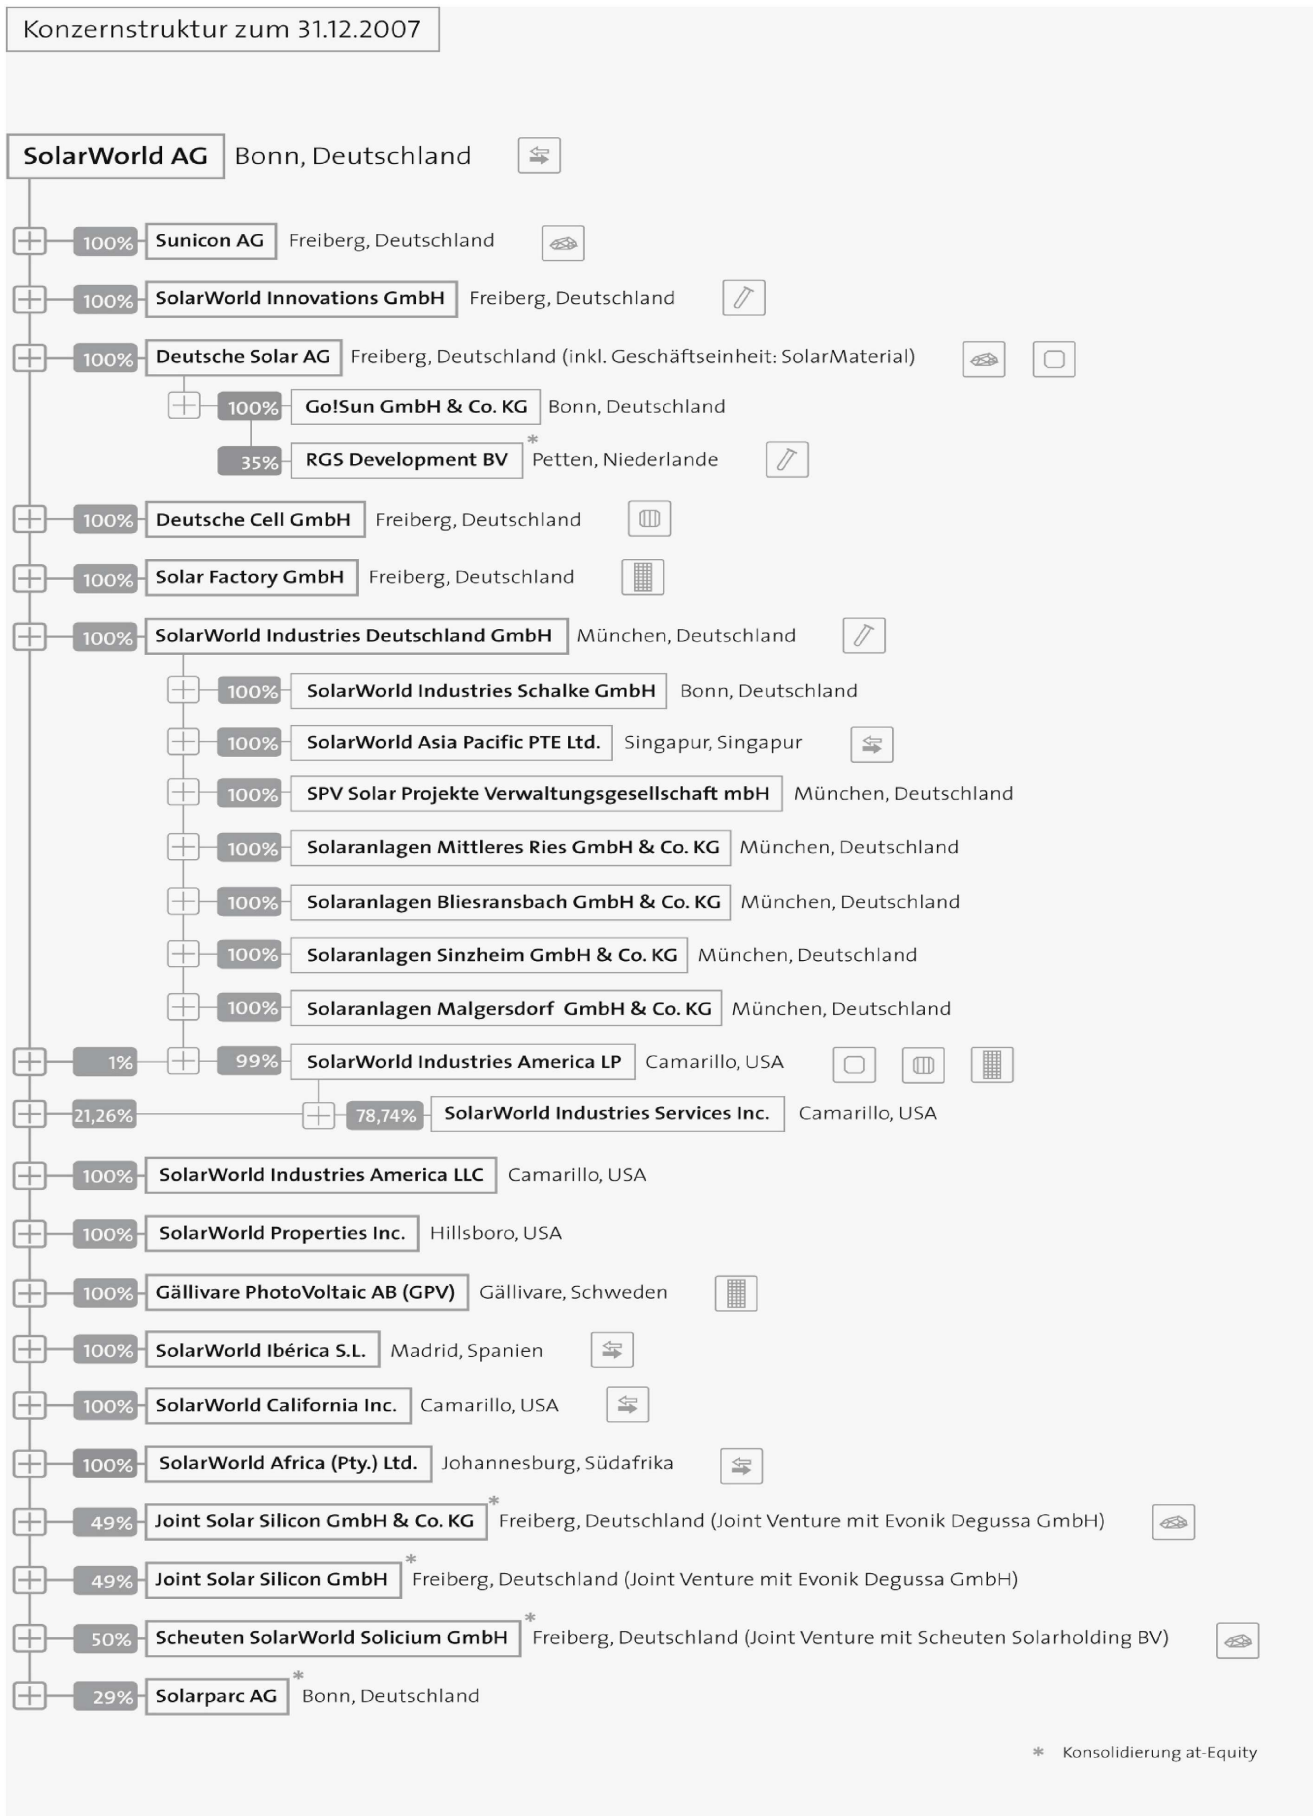 Konzernstruktur zum 31.12.2007
SolarWorld AG Bonn, Deutschland
100% Sunicon AG Freiberg, Deutschland
100% SolarWorld Innovations GmbH Freiberg, Deutschland
100% Deutsche Solar AG Freiberg, Deutschland (inkl. Geschäftseinheit: SolarMaterial)
100% Go!Sun GmbH & Co. KG Bonn, Deutschland
35% RGS Development BV * Petten, Niederlande
100% Deutsche Cell GmbH Freiberg, Deutschland
100% Solar Factory GmbH Freiberg, Deutschland
100% SolarWorld Industries Deutschland GmbH München, Deutschland
100% SolarWorld Industries Schalke GmbH Bonn, Deutschland
100% SolarWorld Asia Pacific PTE Ltd. Singapur, Singapur
100% SPV Solar Projekte Verwaltungsgesellschaft mbH München, Deutschland
100% Solaranlagen Mittleres Ries GmbH & Co. KG München, Deutschland
100% Solaranlagen Bliesransbach GmbH & Co. KG München, Deutschland
100% Solaranlagen Sinzheim GmbH & Co. KG München, Deutschland
100% Solaranlagen Malgersdorf GmbH & Co. KG München, Deutschland
1% 99% SolarWorld Industries America LP Camarillo, USA
21,26% 78,74% SolarWorld Industries Services Inc. Camarillo, USA
100% SolarWorld Industries America LLC Camarillo, USA
100% SolarWorld Properties Inc. Hillsboro, USA
100% Gällivare PhotoVoltaic AB (GPV) Gällivare, Schweden
100% SolarWorld Ibérica S.L. Madrid, Spanien
100% SolarWorld California Inc. Camarillo, USA
100% SolarWorld Africa (Pty.) Ltd. Johannesburg, Südafrika
49% Joint Solar Silicon GmbH & Co. KG * Freiberg, Deutschland (Joint Venture mit Evonik Degussa GmbH)
49% Joint Solar Silicon GmbH * Freiberg, Deutschland (Joint Venture mit Evonik Degussa GmbH)
50% Scheuten SolarWorld Solicium GmbH * Freiberg, Deutschland (Joint Venture mit Scheuten Solarholding BV)
29% Solarparc AG * Bonn, Deutschland
* Konsolidierung at-Equity